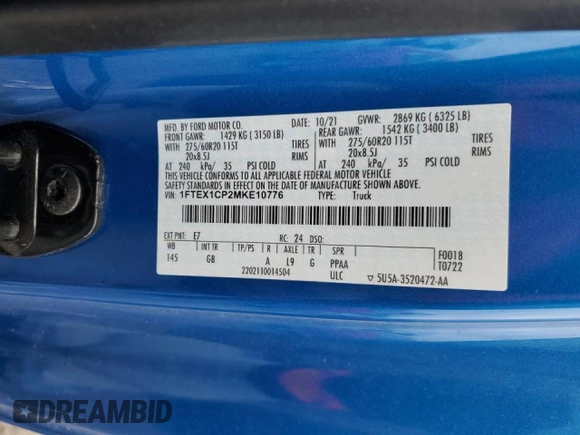 MFD. BY FORD MOTOR CO. 10/21 GVWR: 2869 KG ( 6325 LB)
FRONT GAWR: 1429 KG ( 3150 LB) REAR GAWR: 1542 KG ( 3400 LB)
WITH 275/60R20 115T TIRES WITH 275/60R20 115T TIRES
20x8.5J RIMS 20x8.5J RIMS
AT 240 kPa/ 35 PSI COLD AT 240 kPa/ 35 PSI COLD
THIS VEHICLE CONFORMS TO ALL APPLICABLE FEDERAL MOTOR VEHICLE
SAFETY AND THEFT PREVENTION STANDARDS IN EFFECT ON THE DATE OF MANUFACTURE SHOWN ABOVE.
VIN: 1FTEX1CP2MKE10776 TYPE: Truck
EXT PNT: E7 RC: 24 DSO:
WB INT TR TP/PS R AXLE TR SPR
145 GB A L9 G PPAA
2202110014504 ULC
F0018
T0722
5U5A-3520472-AA
DREAMBID